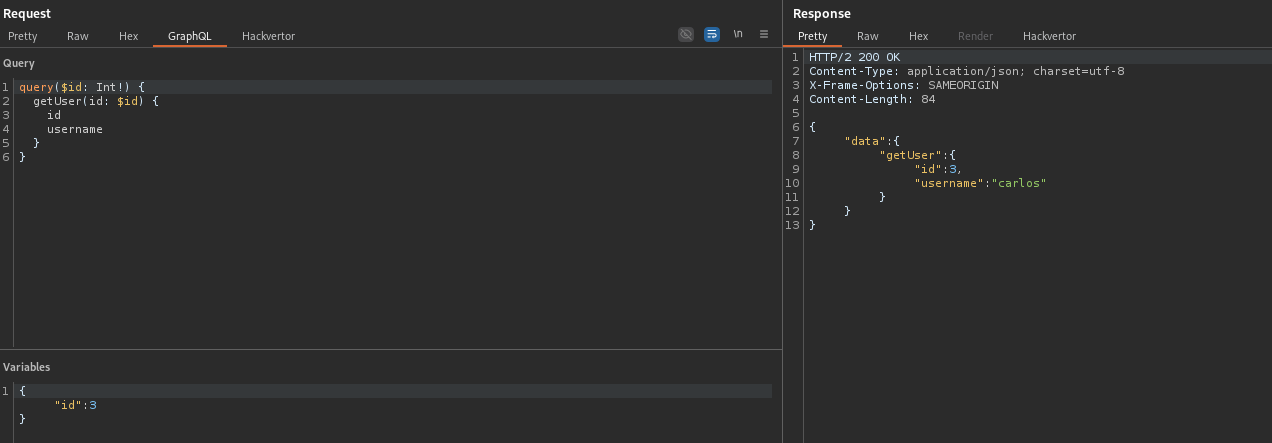 Request
Pretty Raw Hex GraphQL Hackvertor \n
Query
1 query($id: Int!) {
2   getUser(id: $id) {
3     id
4     username
5   }
6 }
Variables
1 {
     "id":3
}
Response
Pretty Raw Hex Render Hackvertor
1 HTTP/2 200 OK
2 Content-Type: application/json; charset=utf-8
3 X-Frame-Options: SAMEORIGIN
4 Content-Length: 84
5
6 {
7      "data":{
8           "getUser":{
9                "id":3,
10                "username":"carlos"
11           }
12      }
13 }